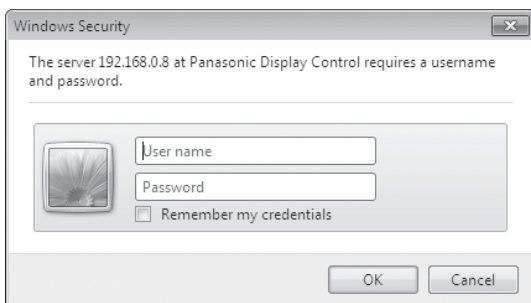 Windows Security
The server 192.168.0.8 at Panasonic Display Control requires a username
and password.
User name
Password
Remember my credentials
OK
Cancel